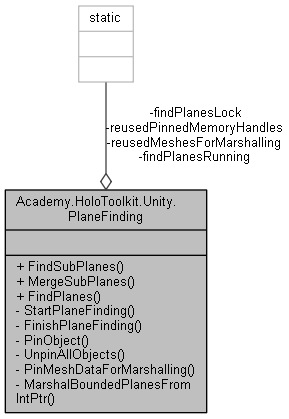 static
-findPlanesLock
-reusedPinnedMemoryHandles
-reusedMeshesForMarshalling
-findPlanesRunning
Academy.HoloToolkit.Unity.
PlaneFinding
+ FindSubPlanes()
+ MergeSubPlanes()
+ FindPlanes()
- StartPlaneFinding()
- FinishPlaneFinding()
- PinObject()
- UnpinAllObjects()
- PinMeshDataForMarshalling()
- MarshalBoundedPlanesFrom
IntPtr()